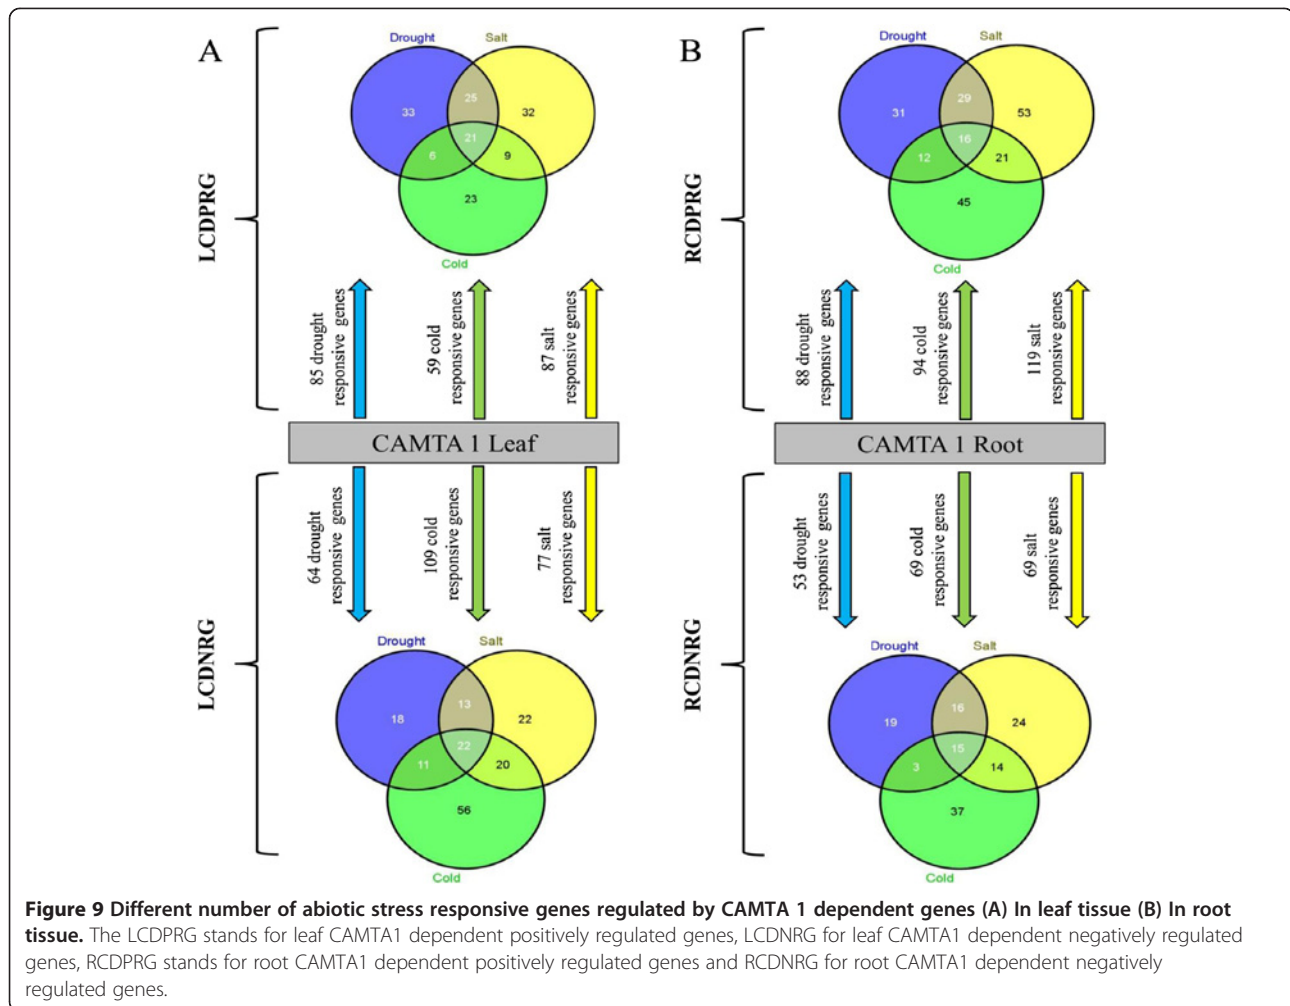 A
Drought
Salt
33
25
32
21
6
9
23
Cold
LCDPRG
85 drought
responsive genes
59 cold
responsive genes
87 salt
responsive genes
CAMTA 1 Leaf
64 drought
responsive genes
109 cold
responsive genes
77 salt
responsive genes
LCDNRG
Drought
Salt
18
13
22
22
11
20
56
Cold
B
Drought
Salt
31
29
53
16
12
21
45
Cold
RCDPRG
88 drought
responsive genes
94 cold
responsive genes
119 salt
responsive genes
CAMTA 1 Root
53 drought
responsive genes
69 cold
responsive genes
69 salt
responsive genes
RCDNRG
Drought
Salt
19
16
24
15
3
14
37
Cold
Figure 9 Different number of abiotic stress responsive genes regulated by CAMTA 1 dependent genes (A) In leaf tissue (B) In root
tissue. The LCDPRG stands for leaf CAMTA1 dependent positively regulated genes, LCDNRG for leaf CAMTA1 dependent negatively regulated
genes, RCDPRG stands for root CAMTA1 dependent positively regulated genes and RCDNRG for root CAMTA1 dependent negatively
regulated genes.